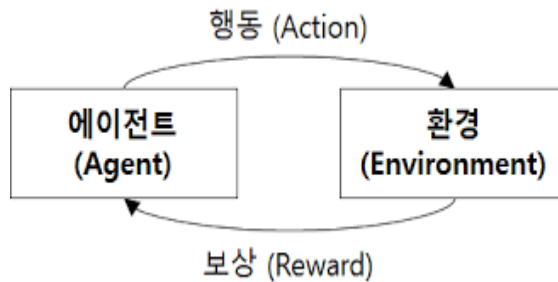 행동 (Action)
에이전트
(Agent)
환경
(Environment)
보상 (Reward)